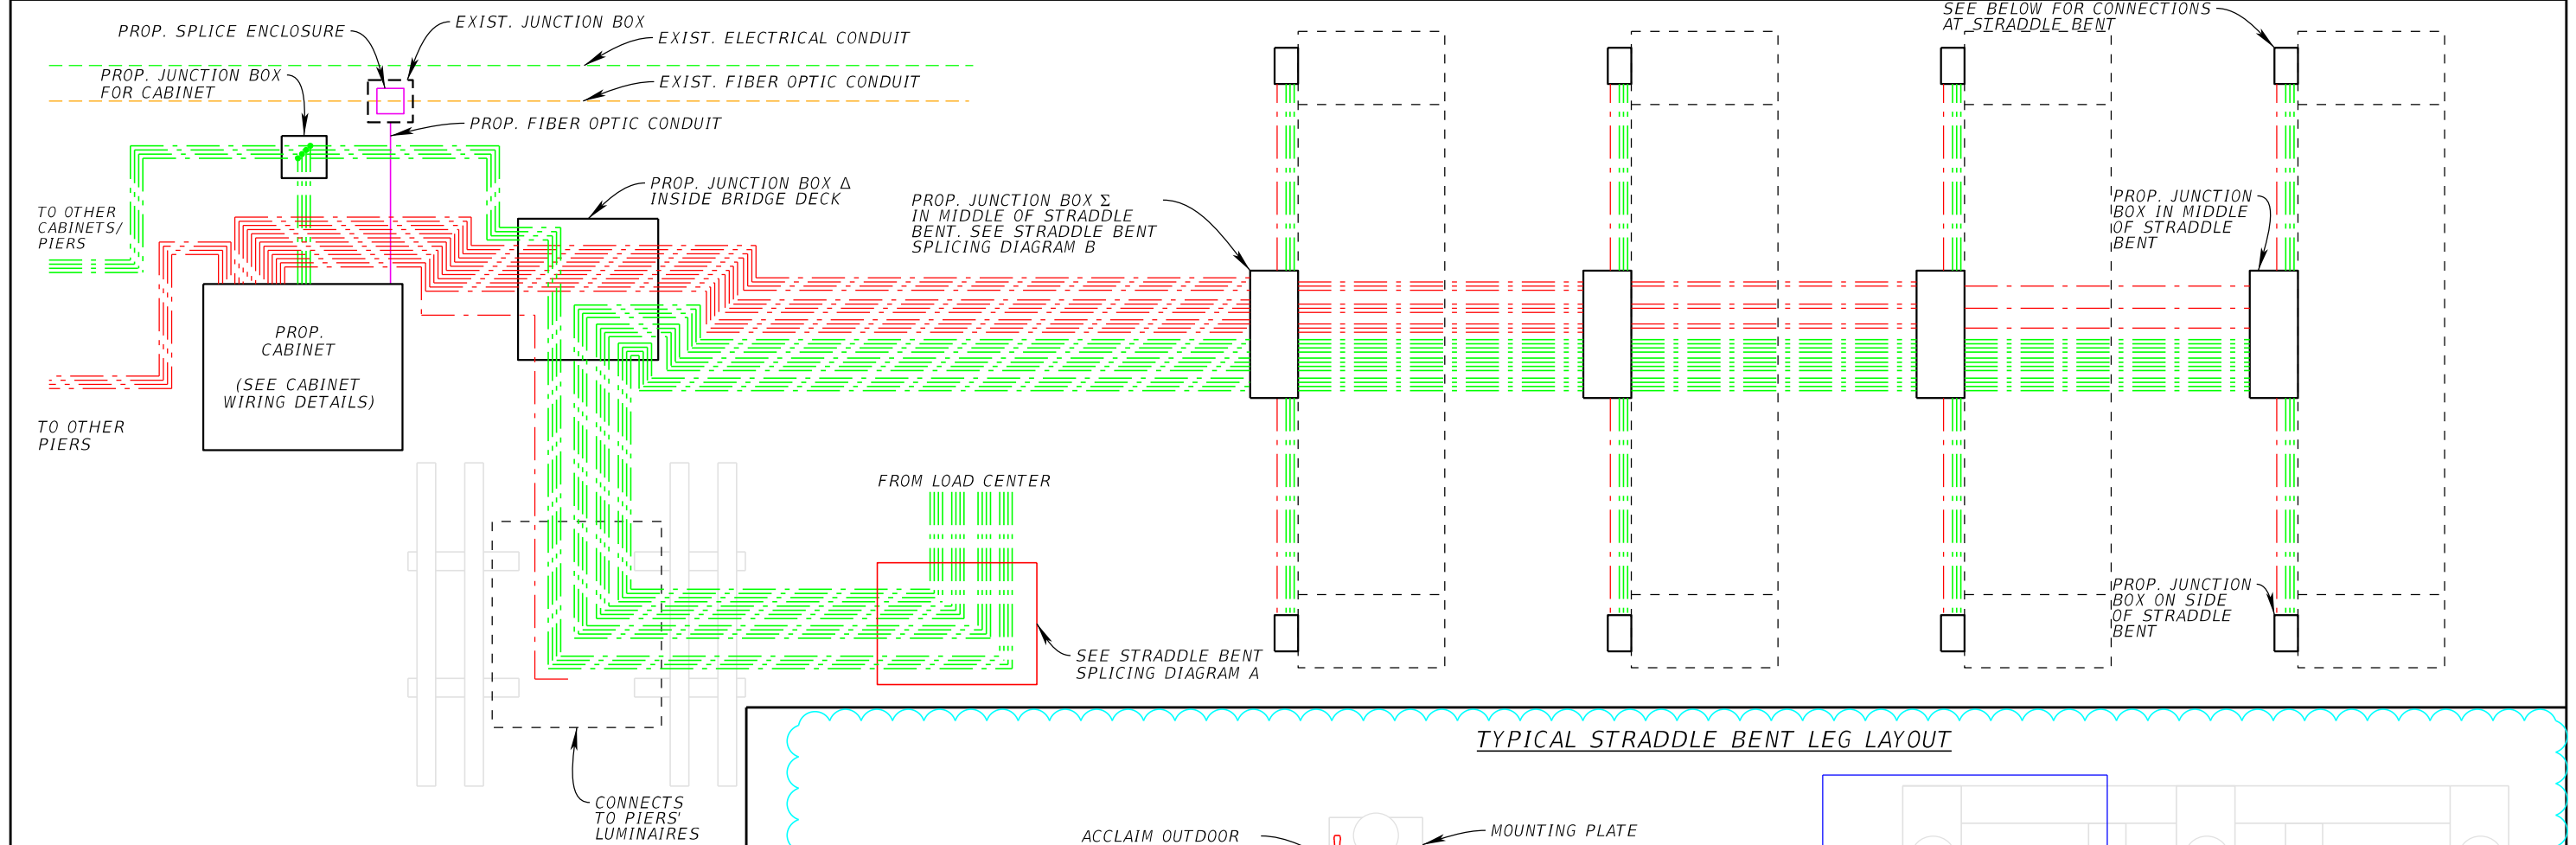 PROP. SPLICE ENCLOSURE
EXIST. JUNCTION BOX
EXIST. ELECTRICAL CONDUIT
PROP. JUNCTION BOX
FOR CABINET
EXIST. FIBER OPTIC CONDUIT
PROP. FIBER OPTIC CONDUIT
SEE BELOW FOR CONNECTIONS
AT STRADDLE BENT
TO OTHER
CABINETS/
PIERS
PROP. JUNCTION BOX Δ
INSIDE BRIDGE DECK
PROP. JUNCTION BOX Σ
IN MIDDLE OF STRADDLE
BENT. SEE STRADDLE BENT
SPLICING DIAGRAM B
PROP. JUNCTION
BOX IN MIDDLE
OF STRADDLE
BENT
PROP.
CABINET
(SEE CABINET
WIRING DETAILS)
TO OTHER
PIERS
FROM LOAD CENTER
SEE STRADDLE BENT
SPLICING DIAGRAM A
PROP. JUNCTION
BOX ON SIDE
OF STRADDLE
BENT
CONNECTS
TO PIERS'
LUMINAIRES
TYPICAL STRADDLE BENT LEG LAYOUT
ACCLAIM OUTDOOR
MOUNTING PLATE